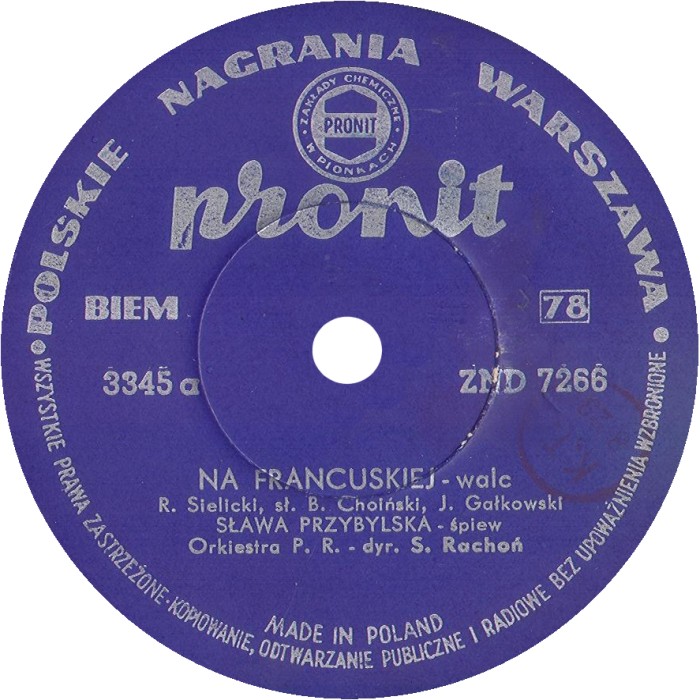 POLSKIE NAGRANIA WARSZAWA
ZAKŁADY CHEMICZNE
PRONIT
W PIONKACH
pronit
BIEM
78
3345 a
ZND 7266
NA FRANCUSKIEJ - walc
R. Sielicki, sł. B. Choiński, J. Gałkowski
SŁAWA PRZYBYLSKA - śpiew
Orkiestra P. R. - dyr. S. Rachoń
MADE IN POLAND
• WSZYSTKIE PRAWA ZASTRZEŻONE - KOPIOWANIE, ODTWARZANIE PUBLICZNE I RADIOWE BEZ UPOWAŻNIENIA WZBRONIONE •